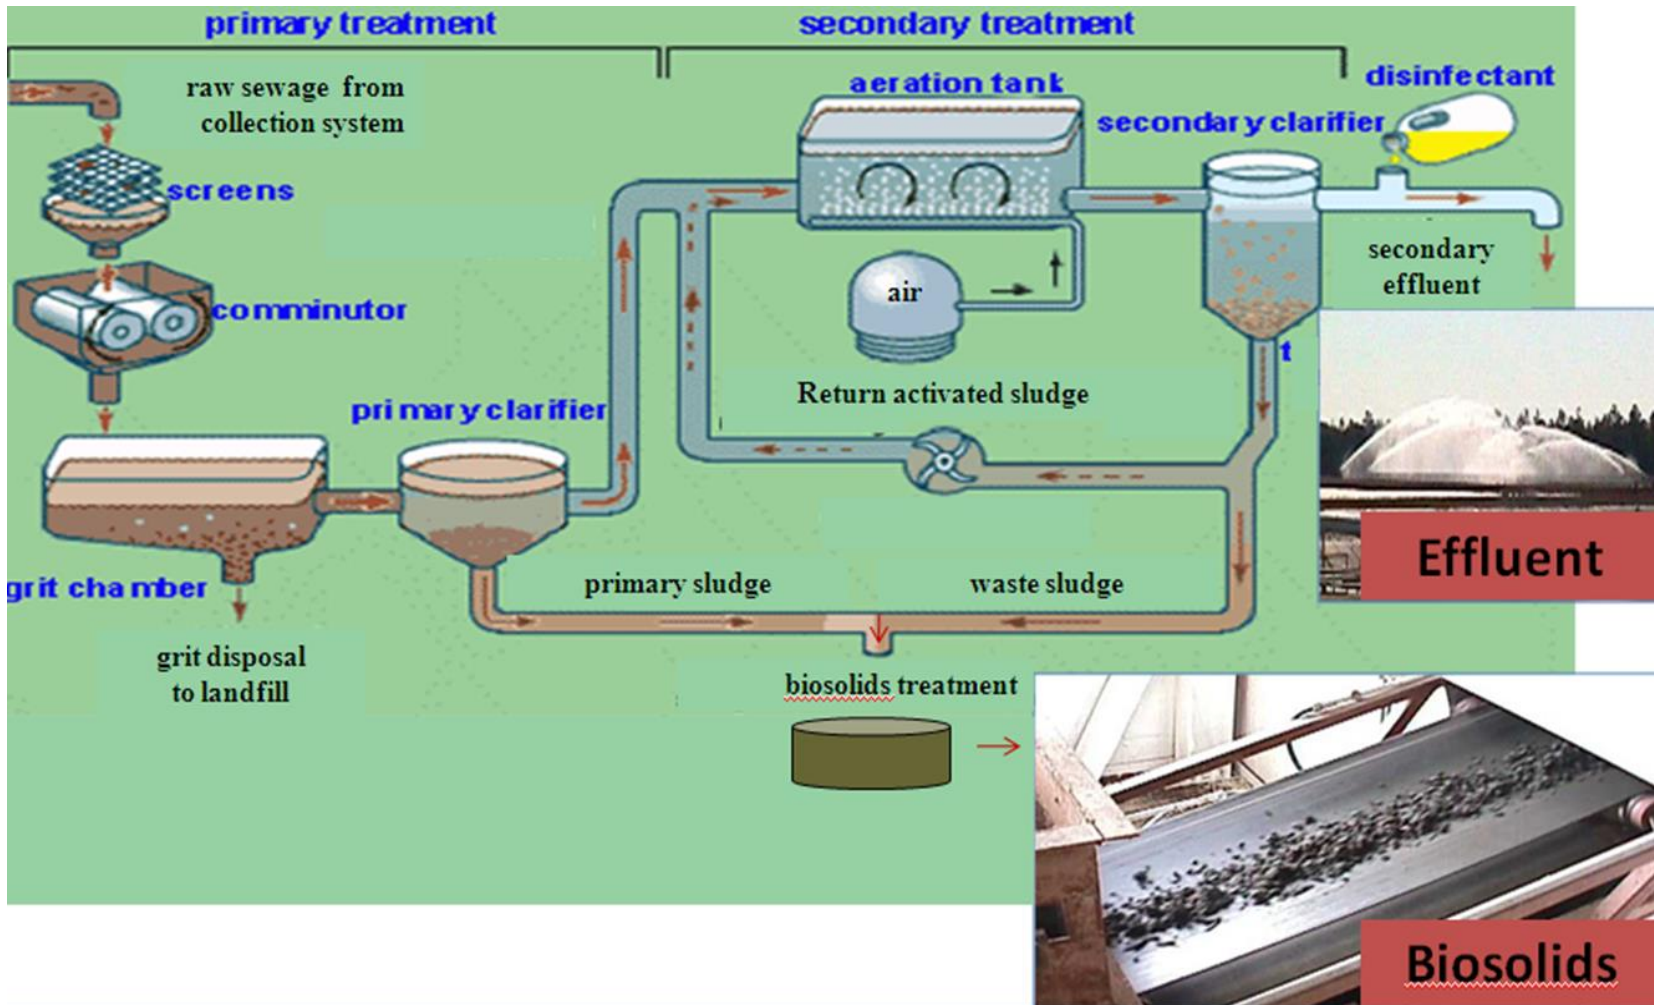 primary treatment
secondary treatment
raw sewage from
collection system
aeration tank
disinfectant
secondary clarifier
screens
secondary
effluent
air
comminutor
t
Return activated sludge
primary clarifier
Effluent
primary sludge
waste sludge
grit chamber
grit disposal
to landfill
biosolids treatment
Biosolids